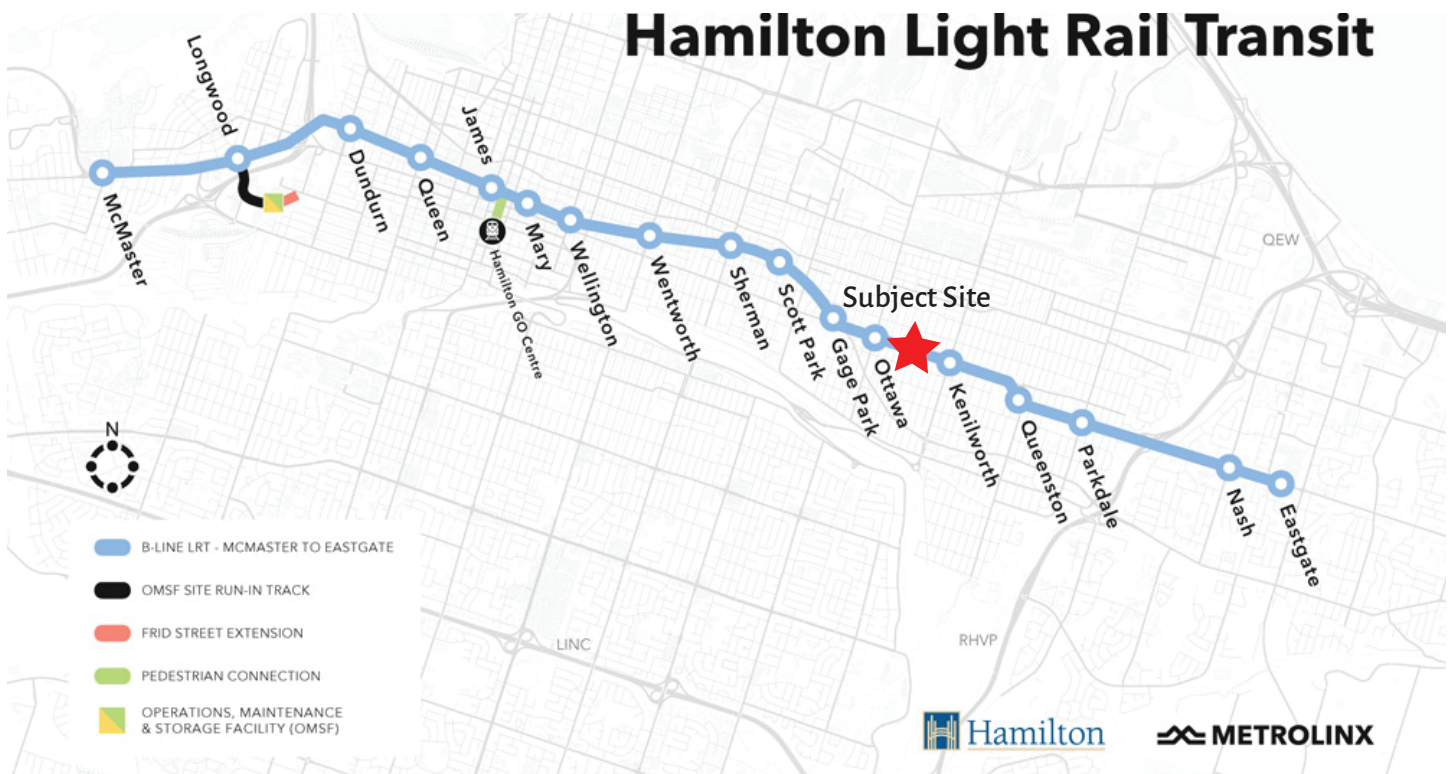 Hamilton Light Rail Transit
Longwood
James
McMaster
Dundurn
Queen
Hamilton GO Centre
Mary
Wellington
Wentworth
Sherman
Scott Park
Subject Site
Gage Park
Ottawa
Kenilworth
Queenston
Parkdale
Nash
Eastgate
QEW
N
B-LINE LRT - MCMASTER TO EASTGATE
OMSF SITE RUN-IN TRACK
FRID STREET EXTENSION
PEDESTRIAN CONNECTION
OPERATIONS, MAINTENANCE
& STORAGE FACILITY (OMSF)
LINC
RHVP
Hamilton
METROLINX